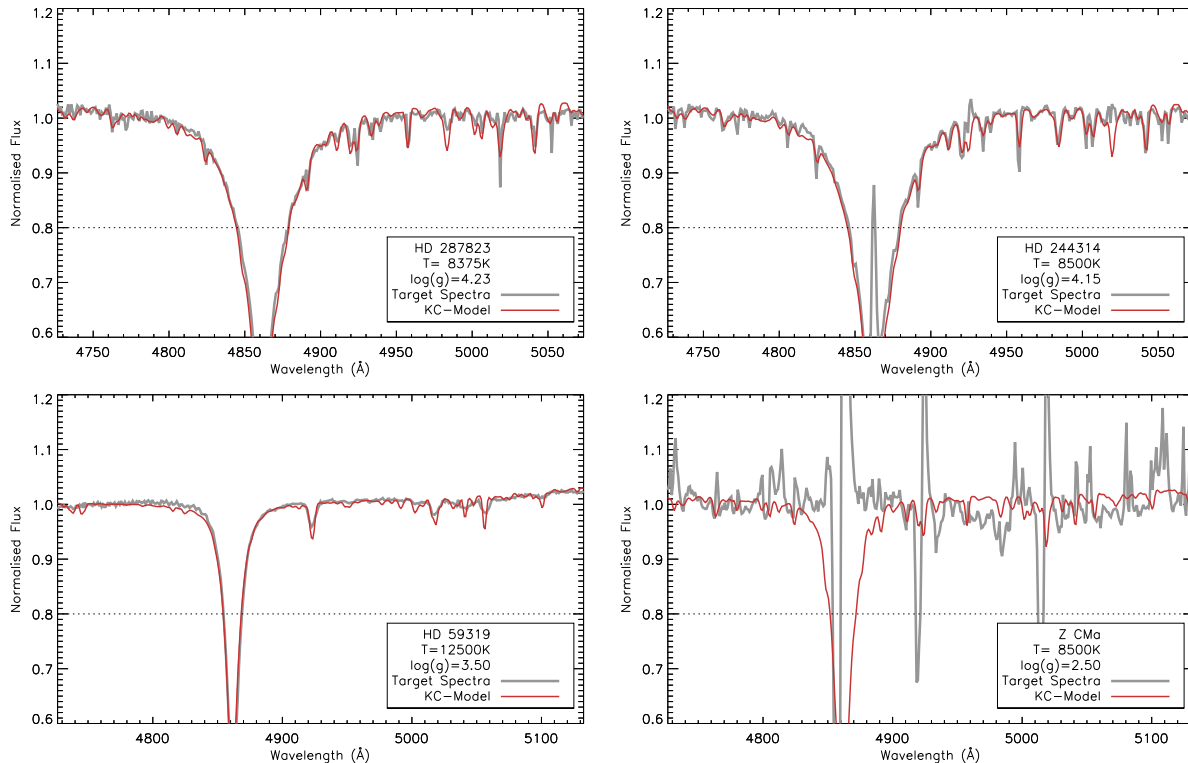 1.2
1.1
1.0
0.9
0.8
0.7
0.6
Normalised Flux
4750 4800 4850 4900 4950 5000 5050
Wavelength (Å)
HD 287823
T= 8375K
log(g)=4.23
Target Spectra
KC-Model
1.2
1.1
1.0
0.9
0.8
0.7
0.6
Normalised Flux
4750 4800 4850 4900 4950 5000 5050
Wavelength (Å)
HD 244314
T= 8500K
log(g)=4.15
Target Spectra
KC-Model
1.2
1.1
1.0
0.9
0.8
0.7
0.6
Normalised Flux
4800 4900 5000 5100
Wavelength (Å)
HD 59319
T=12500K
log(g)=3.50
Target Spectra
KC-Model
1.2
1.1
1.0
0.9
0.8
0.7
0.6
Normalised Flux
4800 4900 5000 5100
Wavelength (Å)
Z CMa
T= 8500K
log(g)=2.50
Target Spectra
KC-Model